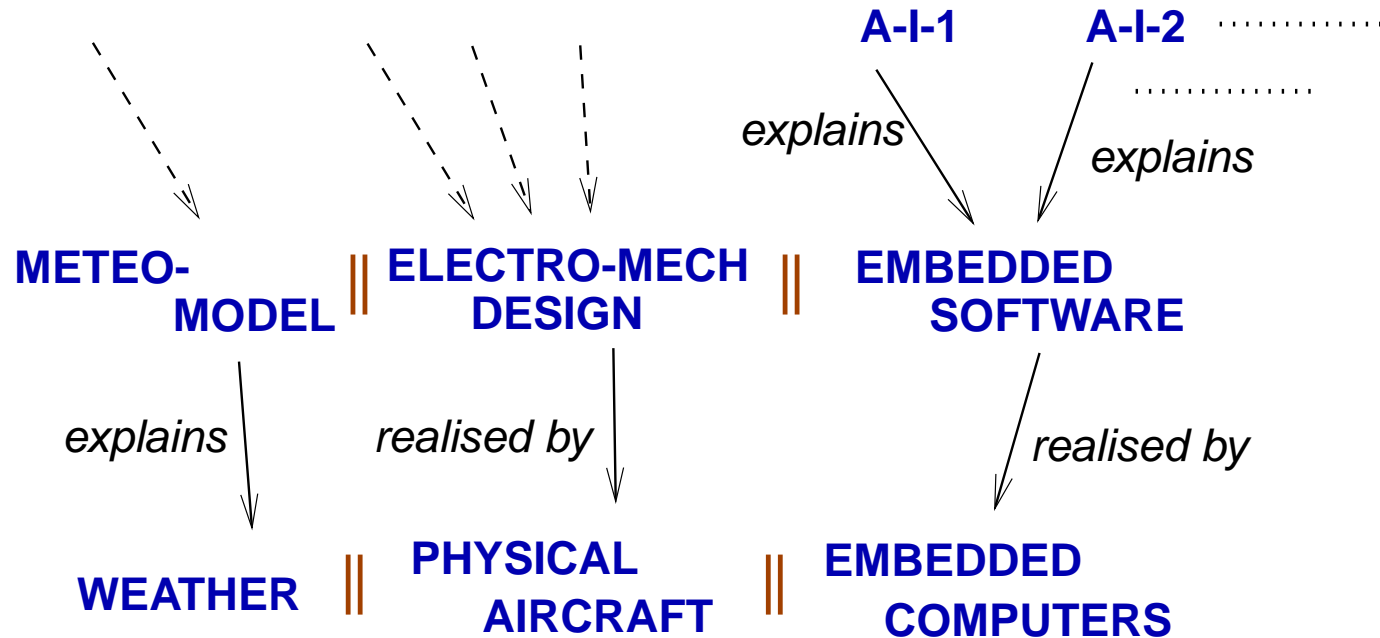 A-I-1 A-I-2
explains
explains
METEO-
MODEL
||
ELECTRO-MECH
DESIGN
||
EMBEDDED
SOFTWARE
explains
realised by
realised by
WEATHER
||
PHYSICAL
AIRCRAFT
||
EMBEDDED
COMPUTERS